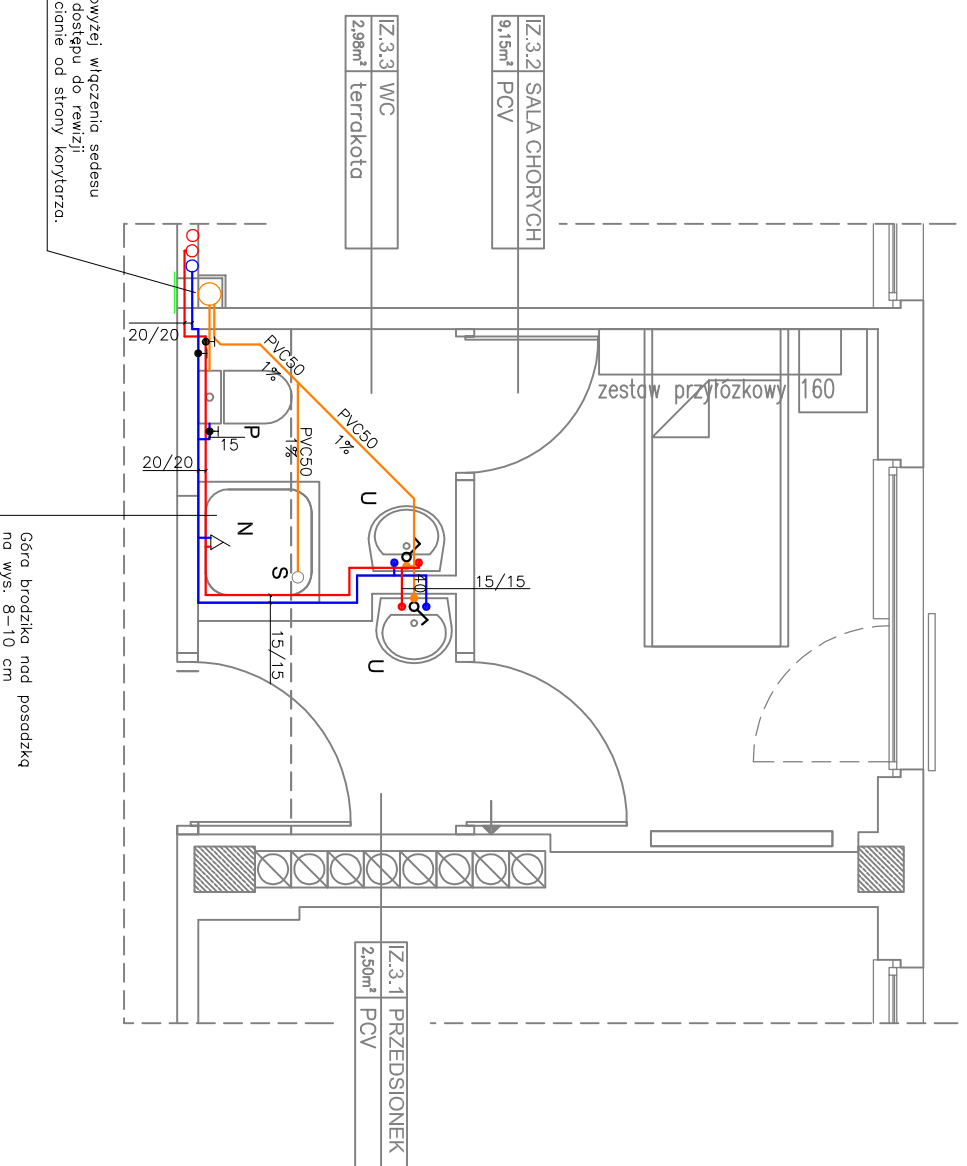 IZ.3.2 SALA CHORYCH
9,15m² PCV
IZ.3.3 WC
2,98m² terrakota
owyżej włączenia sedesu
dostępu do rewizji
cianie od strony korytarza.
zestaw przyłóżkowy 160
20/20
PVC50
1%
PVC50
1%
PVC50
1%
P
15
20/20
N
S
U
40
15/15
U
15/15
Góra brodzika nad posadzką
na wys. 8-10 cm
IZ.3.1 PRZEDSIONEK
2,50m² PCV